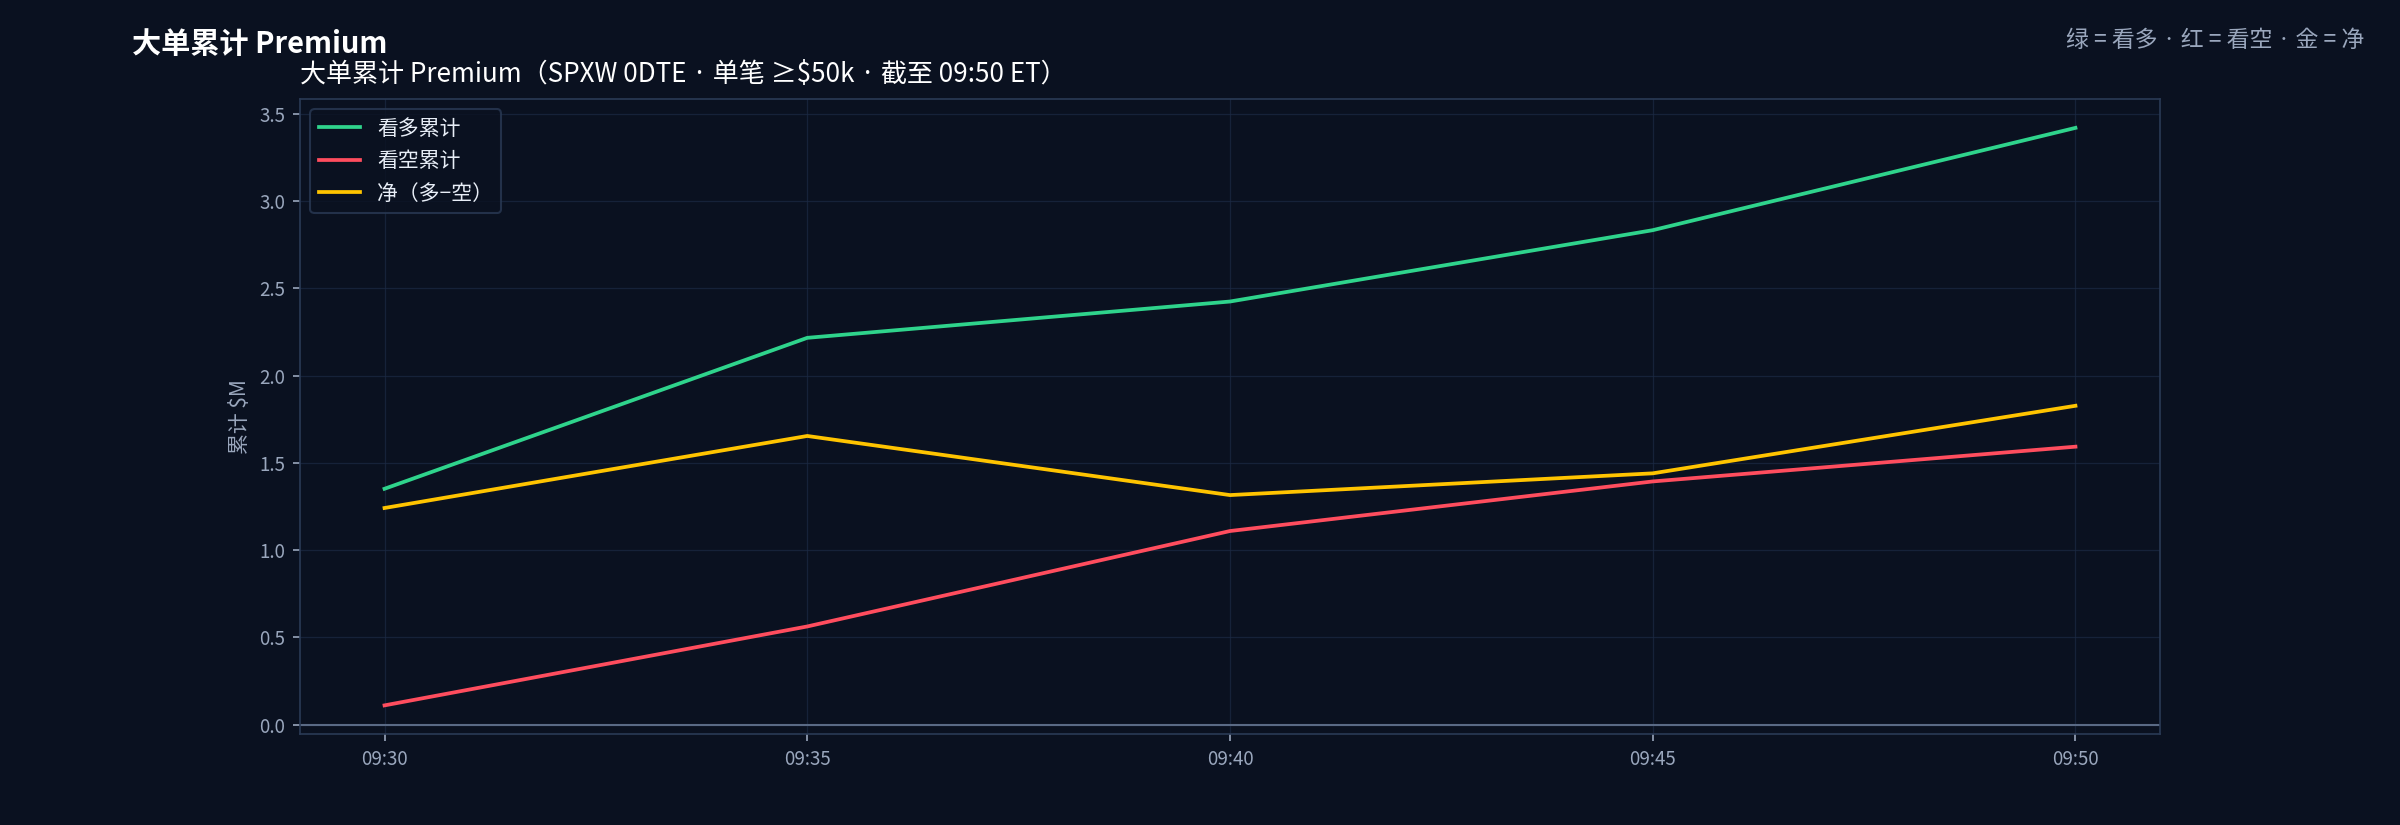 大单累计 Premium
绿 = 看多 · 红 = 看空 · 金 = 净
大单累计 Premium（SPXW 0DTE · 单笔 ≥$50k · 截至 09:50 ET）
看多累计
看空累计
净（多−空）
累计 $M
3.5
3.0
2.5
2.0
1.5
1.0
0.5
0.0
09:30
09:35
09:40
09:45
09:50